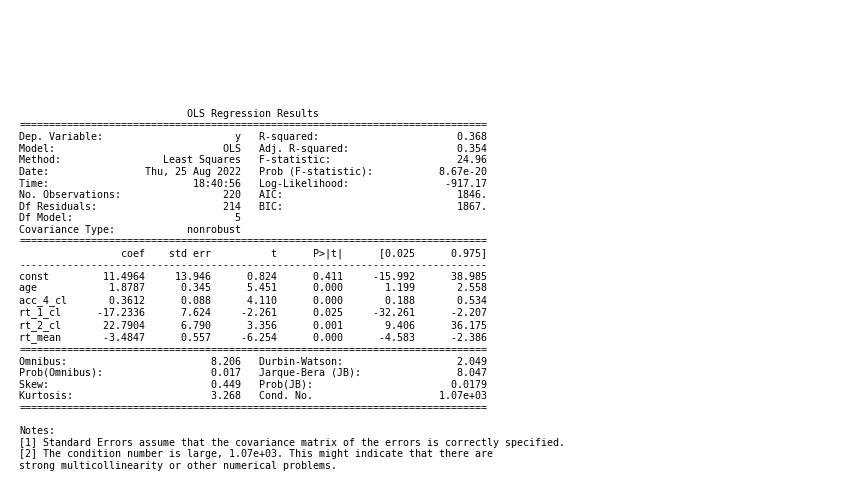 OLS Regression Results
==============================================================================
Dep. Variable:                      y   R-squared:                       0.368
Model:                            OLS   Adj. R-squared:                  0.354
Method:                 Least Squares   F-statistic:                     24.96
Date:                Thu, 25 Aug 2022   Prob (F-statistic):           8.67e-20
Time:                        18:40:56   Log-Likelihood:                -917.17
No. Observations:                 220   AIC:                             1846.
Df Residuals:                     214   BIC:                             1867.
Df Model:                           5
Covariance Type:            nonrobust
==============================================================================
                 coef    std err          t      P>|t|      [0.025      0.975]
------------------------------------------------------------------------------
const         11.4964     13.946      0.824      0.411     -15.992      38.985
age            1.8787      0.345      5.451      0.000       1.199       2.558
acc_4_cl       0.3612      0.088      4.110      0.000       0.188       0.534
rt_1_cl      -17.2336      7.624     -2.261      0.025     -32.261      -2.207
rt_2_cl       22.7904      6.790      3.356      0.001       9.406      36.175
rt_mean       -3.4847      0.557     -6.254      0.000      -4.583      -2.386
==============================================================================
Omnibus:                        8.206   Durbin-Watson:                   2.049
Prob(Omnibus):                  0.017   Jarque-Bera (JB):                8.047
Skew:                           0.449   Prob(JB):                       0.0179
Kurtosis:                       3.268   Cond. No.                     1.07e+03
==============================================================================

Notes:
[1] Standard Errors assume that the covariance matrix of the errors is correctly specified.
[2] The condition number is large, 1.07e+03. This might indicate that there are
strong multicollinearity or other numerical problems.